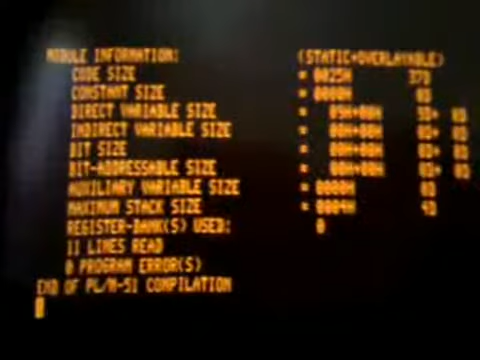 MODULE INFORMATION: (STATIC+OVERLAYABLE)
CODE SIZE = 0025H 37D
CONSTANT SIZE = 0000H 0D
DIRECT VARIABLE SIZE = 05H+00H 5D+ 0D
INDIRECT VARIABLE SIZE = 00H+00H 0D+ 0D
BIT SIZE = 00H+00H 0D+ 0D
BIT-ADDRESSABLE SIZE = 00H+00H 0D+ 0D
AUXILIARY VARIABLE SIZE = 0000H 0D
MAXIMUM STACK SIZE = 0004H 4D
REGISTER-BANK(S) USED: 0
11 LINES READ
0 PROGRAM ERROR(S)
END OF PL/M-51 COMPILATION